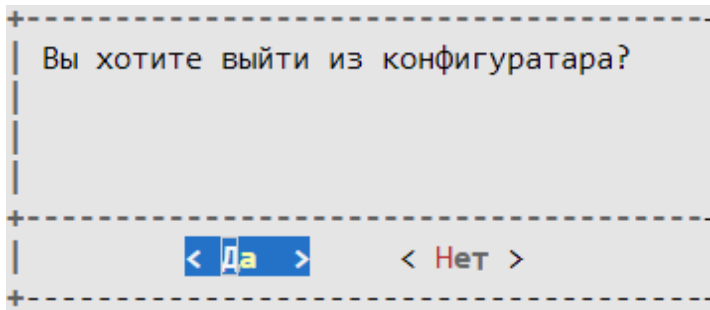 Вы хотите выйти из конфигуратара?
< Да > < Нет >